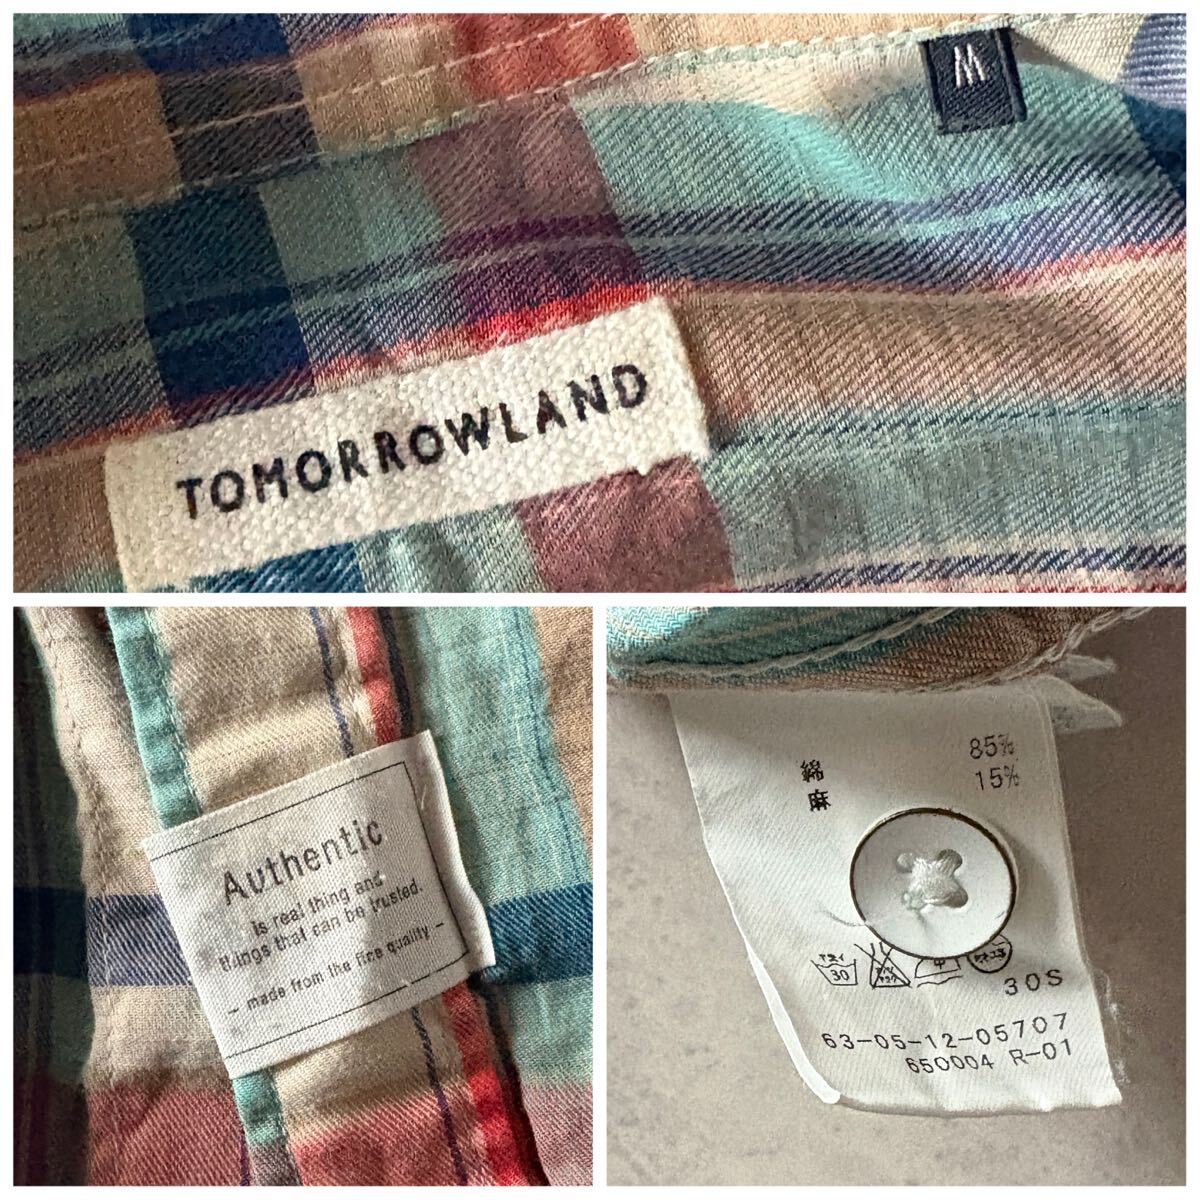 M
TOMORROWLAND
Authentic
is real thing and
things that can be trusted.
– made from the fine quality –
綿 85%
麻 15%
30
30S
63-05-12-05707
650004 R-01